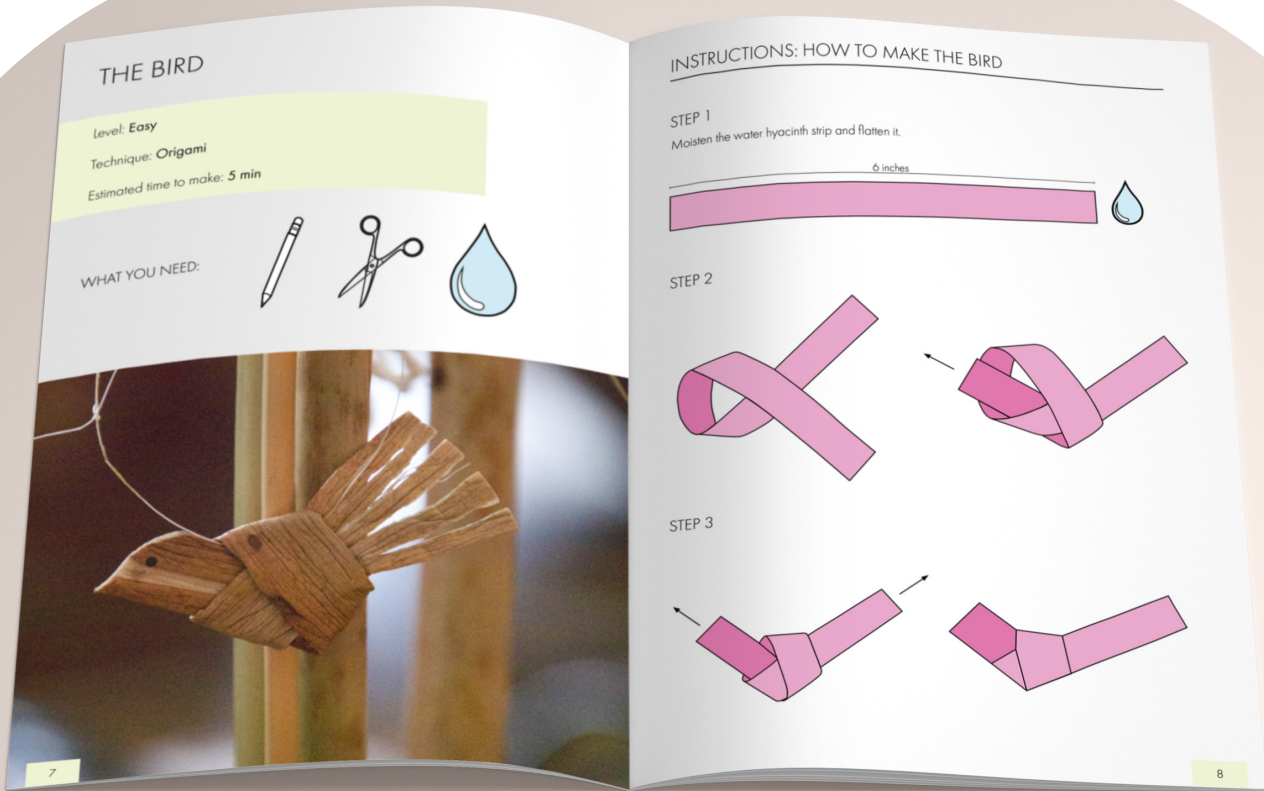 THE BIRD
Level: Easy
Technique: Origami
Estimated time to make: 5 min
WHAT YOU NEED:
7
INSTRUCTIONS: HOW TO MAKE THE BIRD
STEP 1
Moisten the water hyacinth strip and flatten it.
6 inches
STEP 2
STEP 3
8